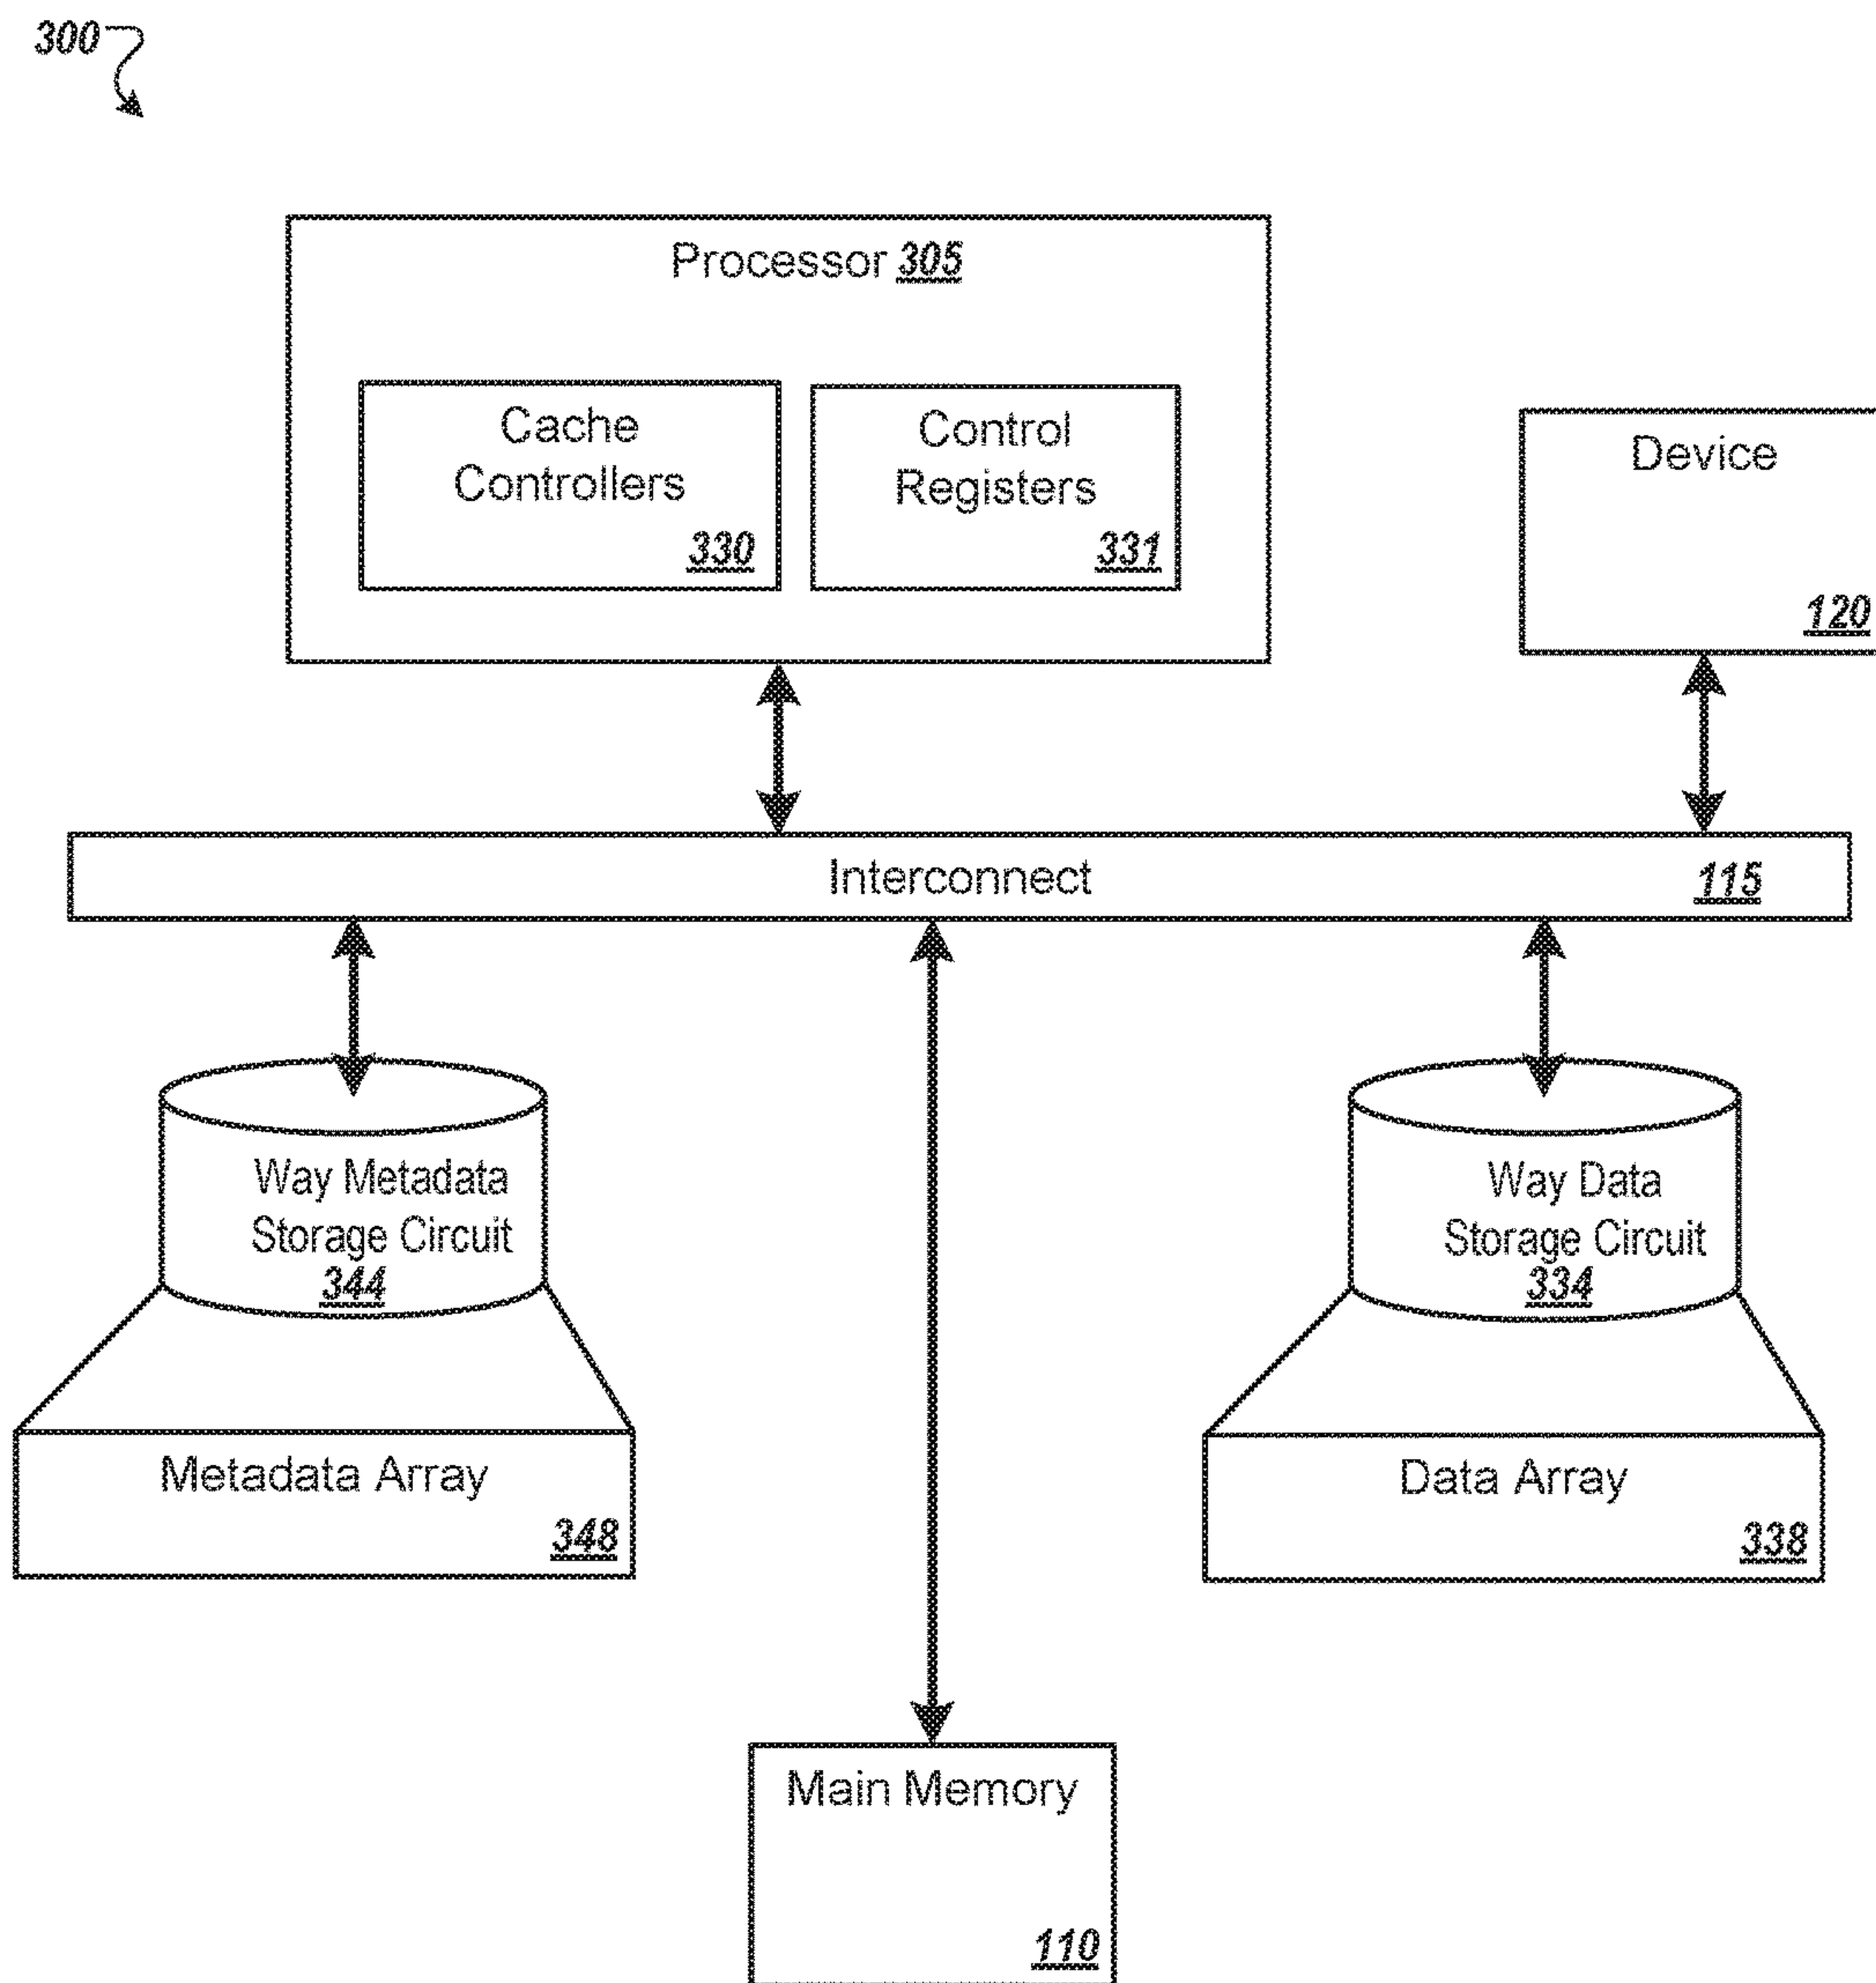 300
Processor 305
Cache
Controllers
330
Control
Registers
331
Device
120
Interconnect 115
Way Metadata
Storage Circuit
344
Way Data
Storage Circuit
334
Metadata Array
348
Data Array
338
Main Memory
110